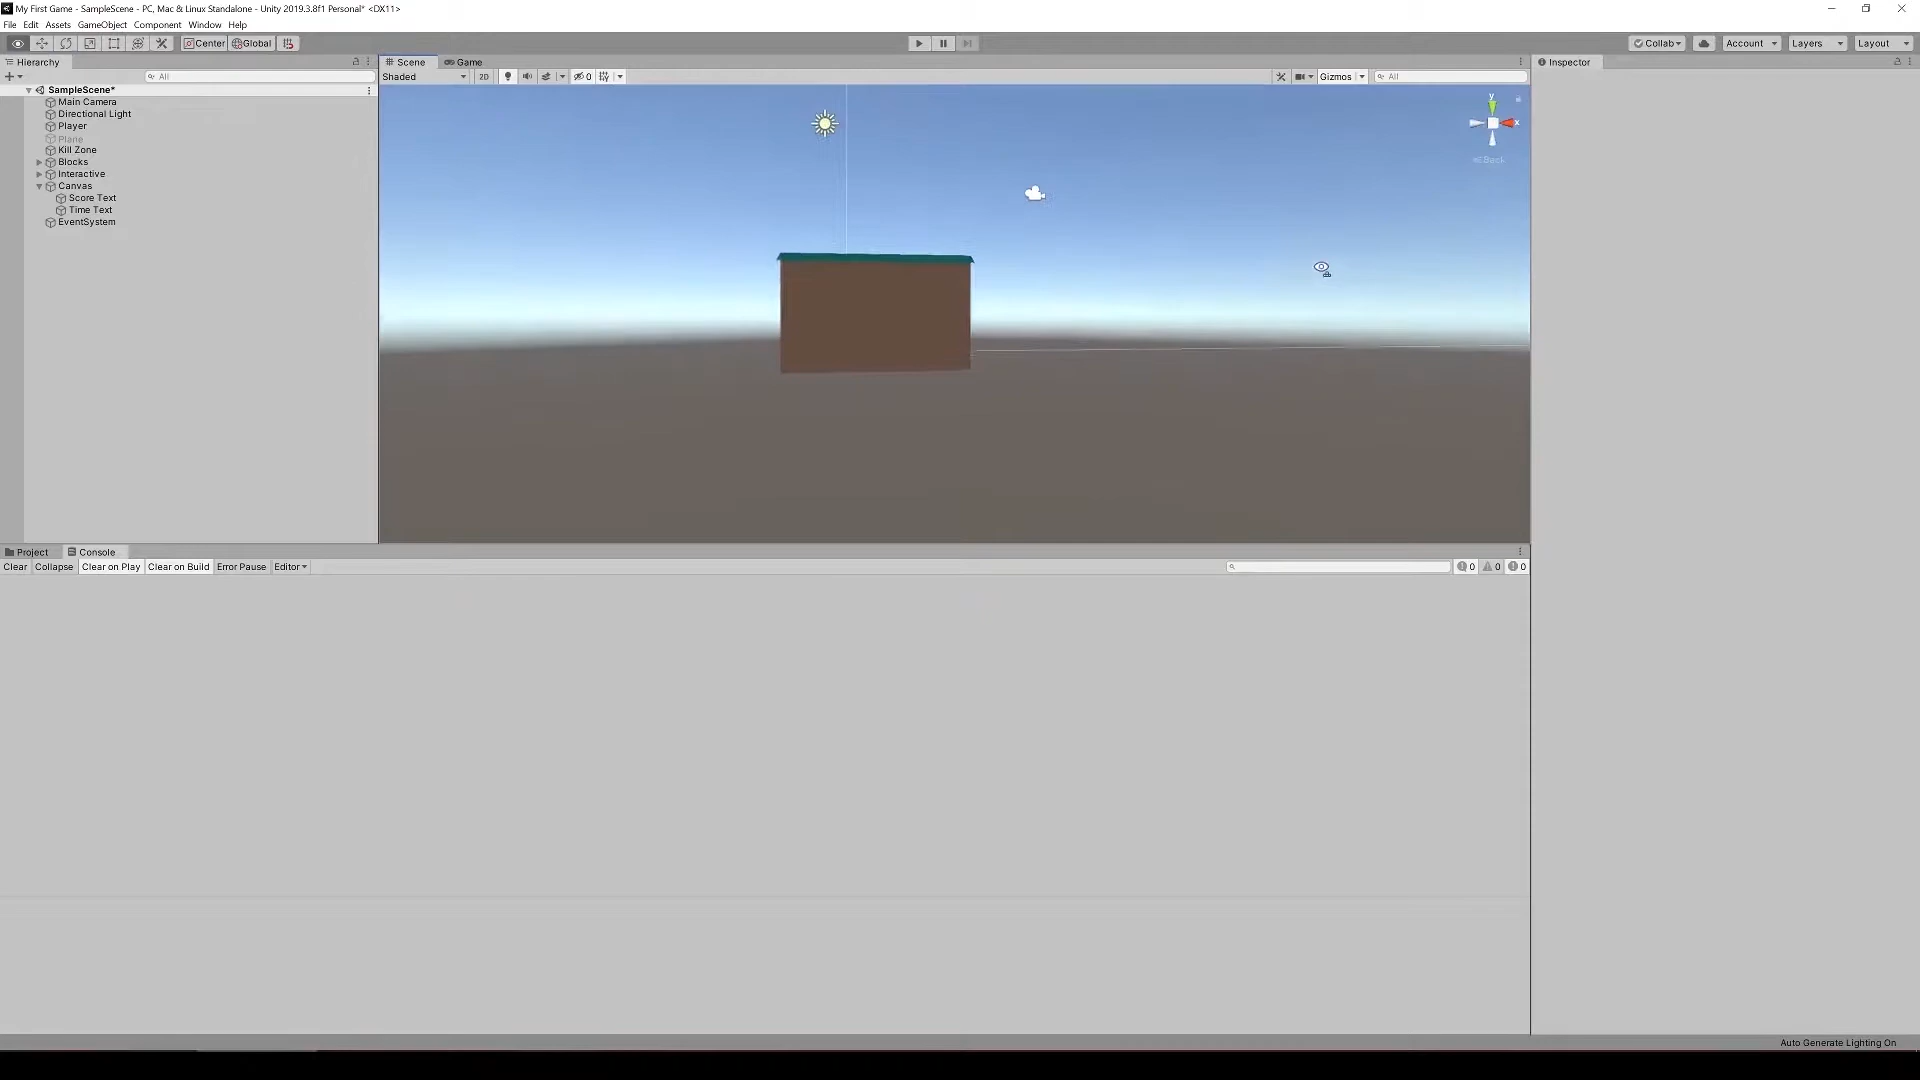 My First Game - SampleScene - PC, Mac & Linux Standalone - Unity 2019.3.8f1 Personal* <DX11>
File Edit Assets GameObject Component Window Help
Center Global Collab Account Layers Layout
Hierarchy
All
SampleScene*
Main Camera
Directional Light
Player
Plane
Kill Zone
Blocks
Interactive
Canvas
Score Text
Time Text
EventSystem
Scene Game
Shaded 2D 0 Gizmos All
y
x
Back
Inspector
Project Console
Clear Collapse Clear on Play Clear on Build Error Pause Editor 0 0 0
Auto Generate Lighting On